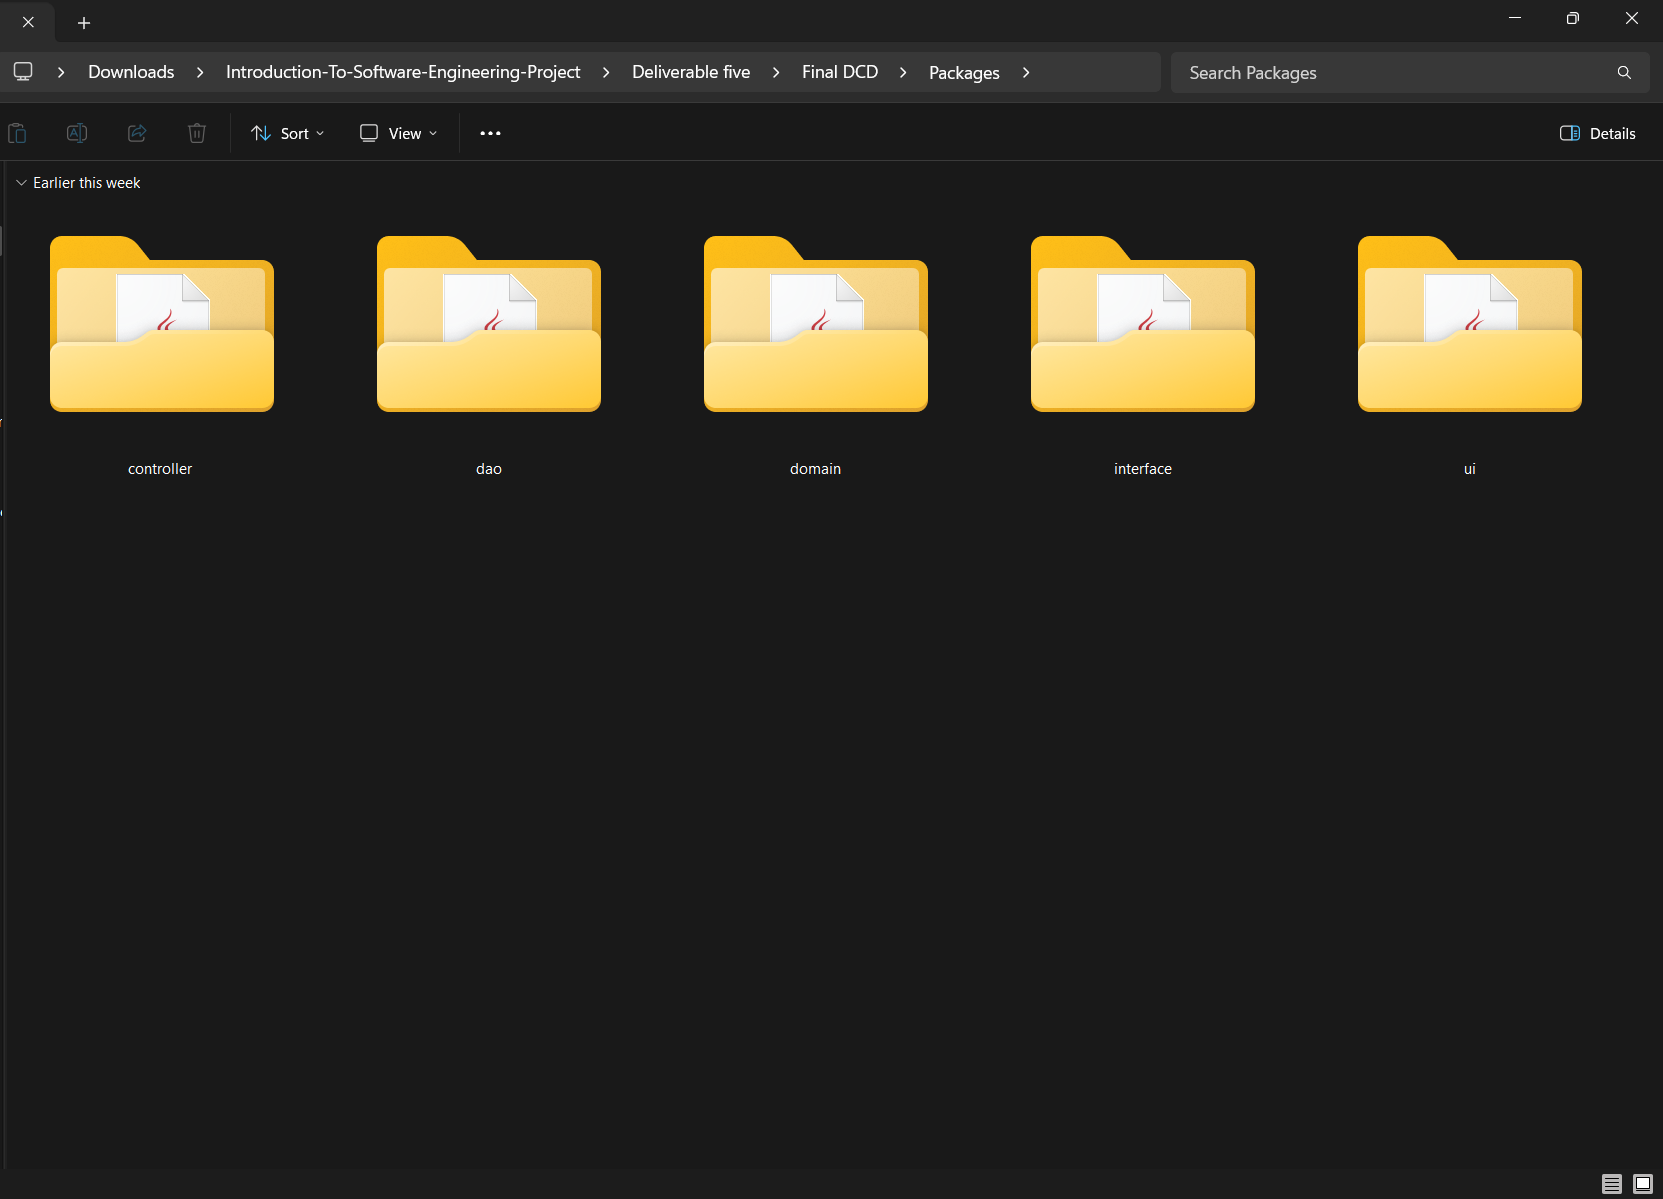 Downloads > Introduction-To-Software-Engineering-Project > Deliverable five > Final DCD > Packages >
Search Packages
Sort
View
Details
Earlier this week
controller
dao
domain
interface
ui